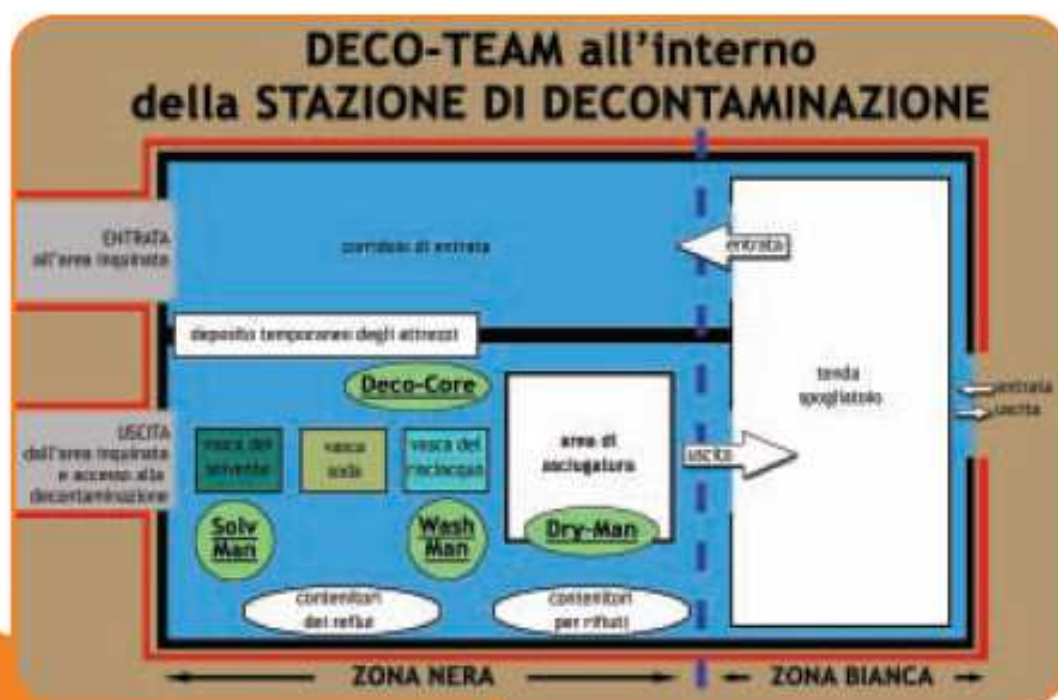 DECO-TEAM all'interno
della STAZIONE DI DECONTAMINAZIONE
ENTRATA
all'area inquinata
corridoio di entrata
entrata
deposito temporaneo degli attrezzi
Deco-Core
tenda
spogliatoio
entrata
uscita
USCITA
dell'area inquinata
e accesso alla
decontaminazione
vasca del
solvente
vasca
soda
vasca del
risciacquo
area di
asciugatura
uscita
Solv
Man
Wash
Man
Dry-Man
contenitori
dei reflui
contenitori
per rifiuti
ZONA NERA
ZONA BIANCA